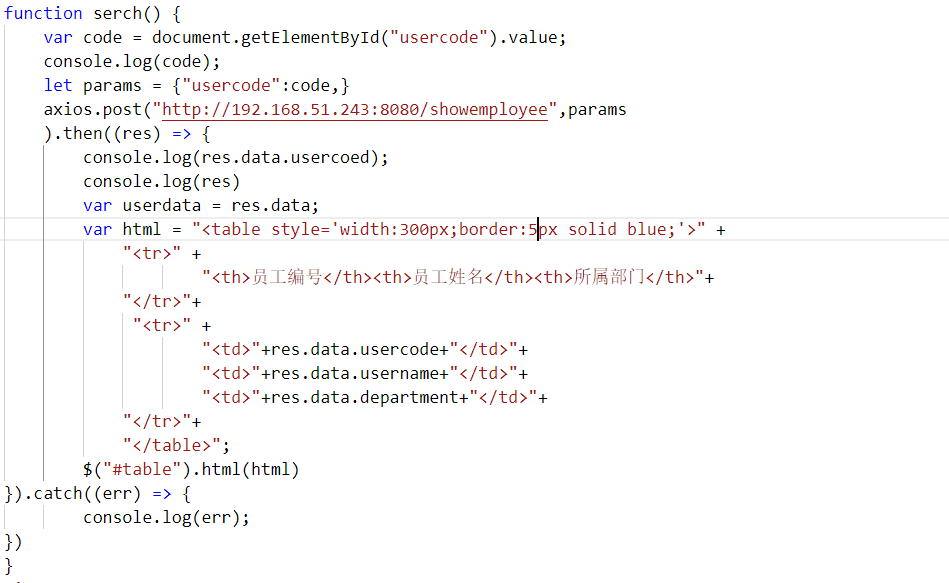 function serch() {
    var code = document.getElementById("usercode").value;
    console.log(code);
    let params = {"usercode":code,}
    axios.post("http://192.168.51.243:8080/showemployee",params
    ).then((res) => {
        console.log(res.data.usercoed);
        console.log(res)
        var userdata = res.data;
        var html = "<table style='width:300px;border:5px solid blue;'>" +
            "<tr>" +
                    "<th>员工编号</th><th>员工姓名</th><th>所属部门</th>"+
            "</tr>"+
             "<tr>" +
                    "<td>"+res.data.usercode+"</td>"+
                    "<td>"+res.data.username+"</td>"+
                    "<td>"+res.data.department+"</td>"+
            "</tr>"+
            "</table>";
        $("#table").html(html)
}).catch((err) => {
        console.log(err);
})
}